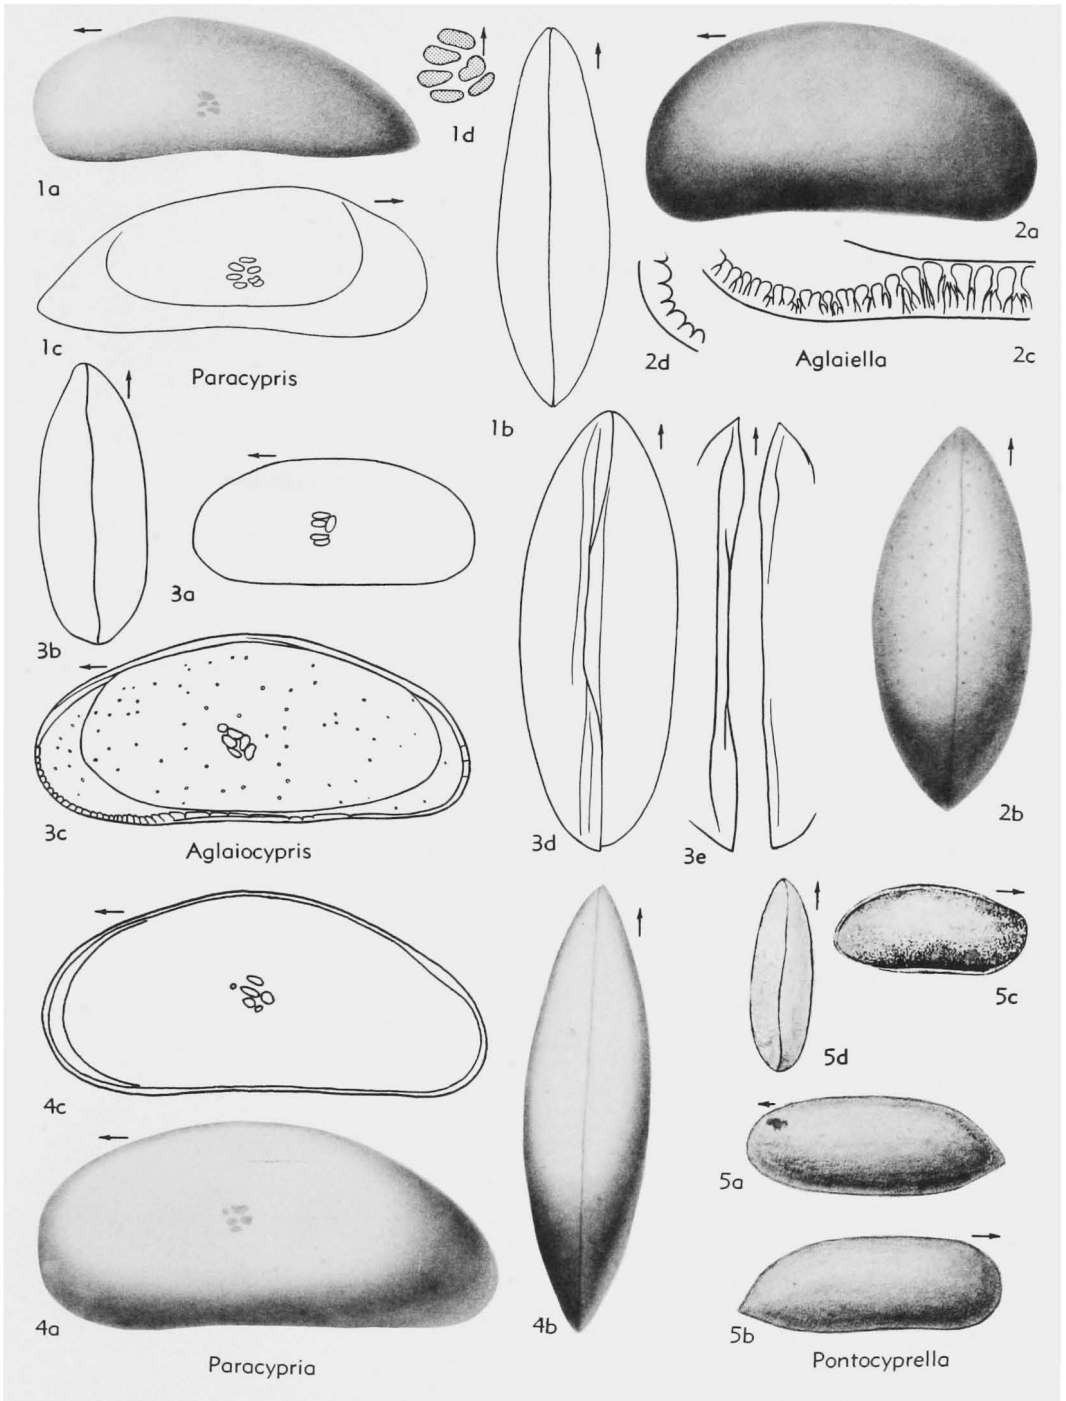 1a
1d
2a
1c
Paracypris
2d
Aglaiella
2c
1b
3a
3b
3c
Aglaiocypris
3d
3e
2b
4c
5d
5c
5a
4a
4b
5b
Paracypria
Pontocyprella